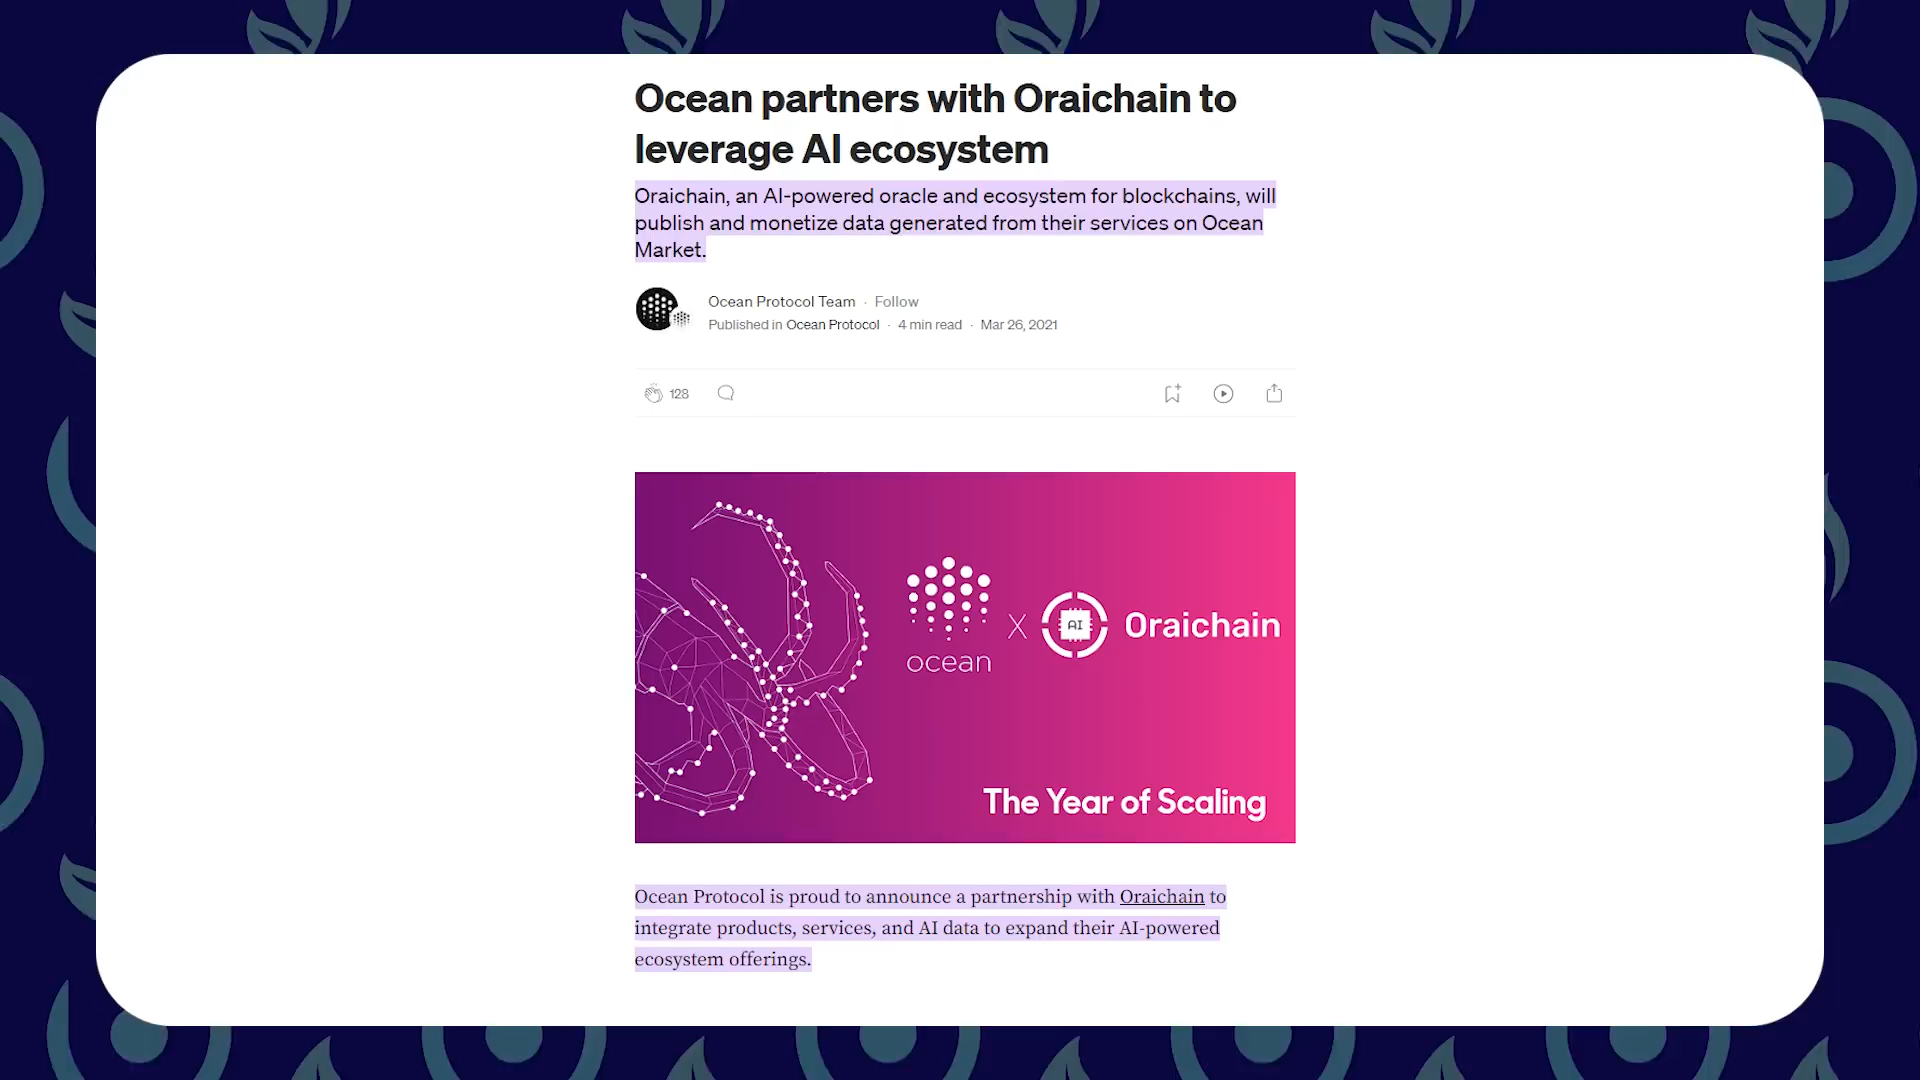 Ocean partners with Oraichain to
leverage AI ecosystem
Oraichain, an AI-powered oracle and ecosystem for blockchains, will
publish and monetize data generated from their services on Ocean
Market.
Ocean Protocol Team · Follow
Published in Ocean Protocol · 4 min read · Mar 26, 2021
128
ocean
X
AI
Oraichain
The Year of Scaling
Ocean Protocol is proud to announce a partnership with Oraichain to
integrate products, services, and AI data to expand their AI-powered
ecosystem offerings.